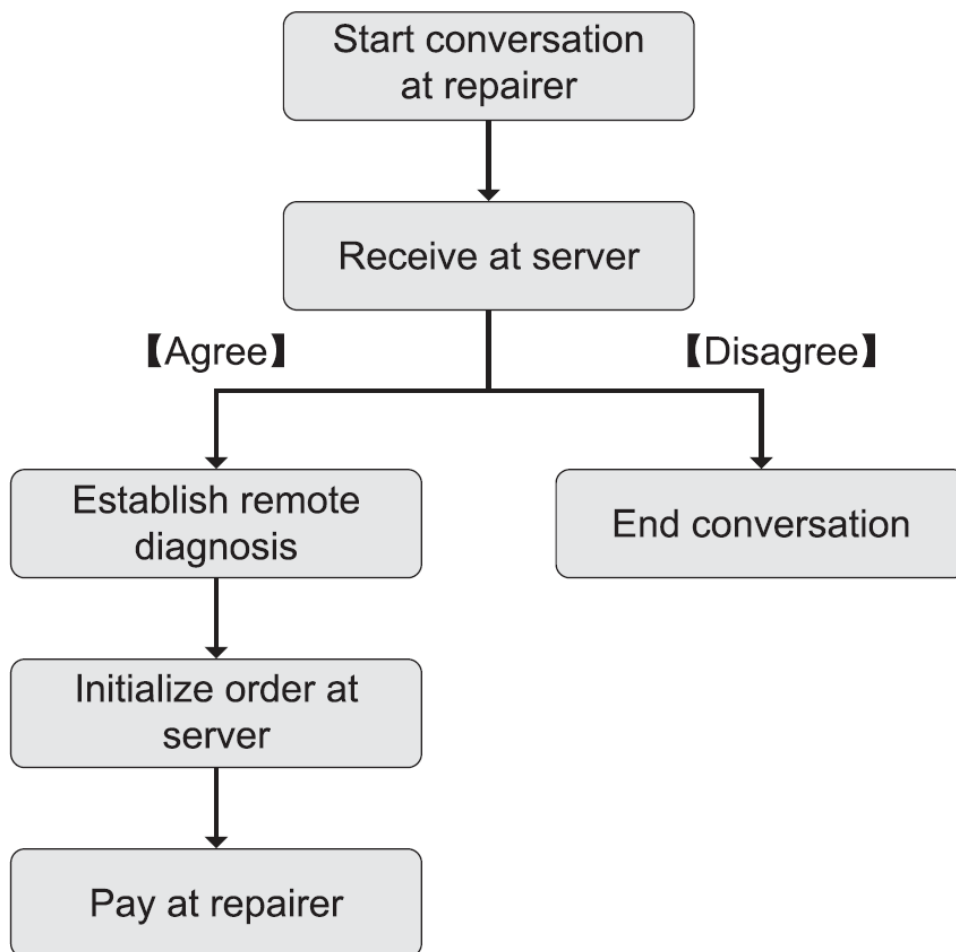 Start conversation
at repairer
Receive at server
【Agree】
【Disagree】
Establish remote
diagnosis
End conversation
Initialize order at
server
Pay at repairer